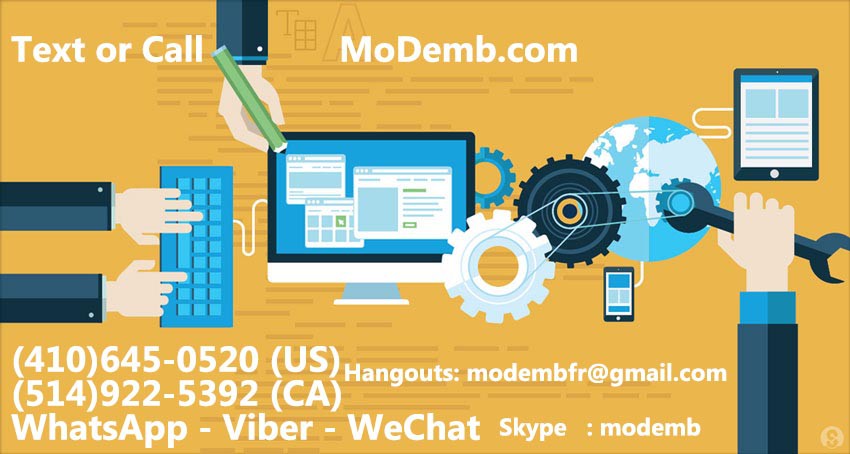 Text or Call
MoDemb.com
(410)645-0520 (US)
(514)922-5392 (CA)
Hangouts: modembfr@gmail.com
WhatsApp - Viber - WeChat
Skype : modemb